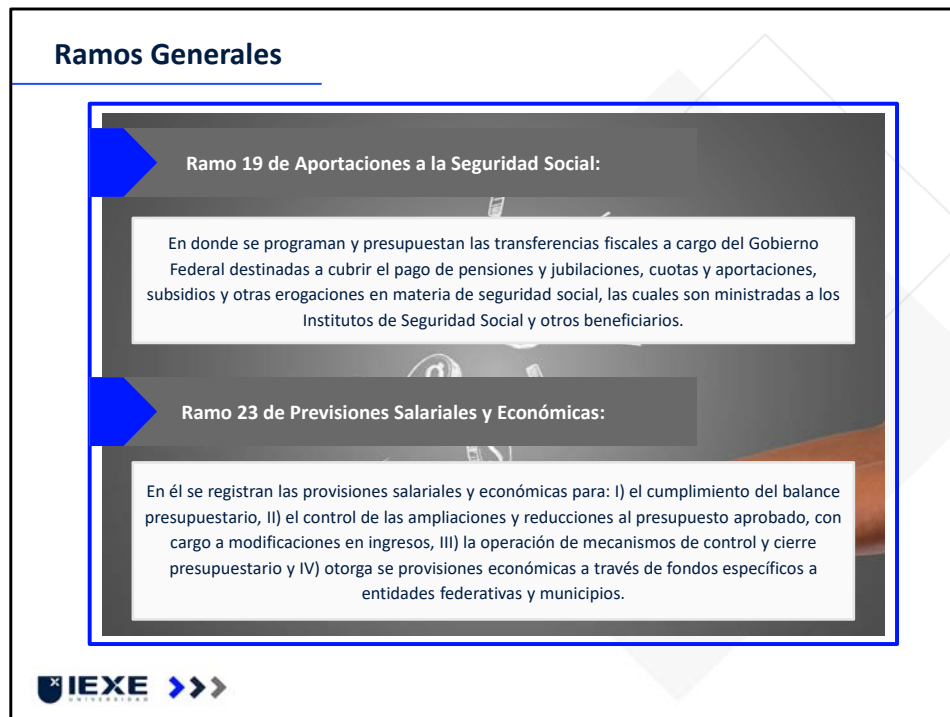 Ramos Generales
Ramo 19 de Aportaciones a la Seguridad Social:
En donde se programan y presupuestan las transferencias fiscales a cargo del Gobierno
Federal destinadas a cubrir el pago de pensiones y jubilaciones, cuotas y aportaciones,
subsidios y otras erogaciones en materia de seguridad social, las cuales son ministradas a los
Institutos de Seguridad Social y otros beneficiarios.
Ramo 23 de Previsiones Salariales y Económicas:
En él se registran las provisiones salariales y económicas para: I) el cumplimiento del balance
presupuestario, II) el control de las ampliaciones y reducciones al presupuesto aprobado, con
cargo a modificaciones en ingresos, III) la operación de mecanismos de control y cierre
presupuestario y IV) otorga se provisiones económicas a través de fondos específicos a
entidades federativas y municipios.
IEXE
UNIVERSIDAD